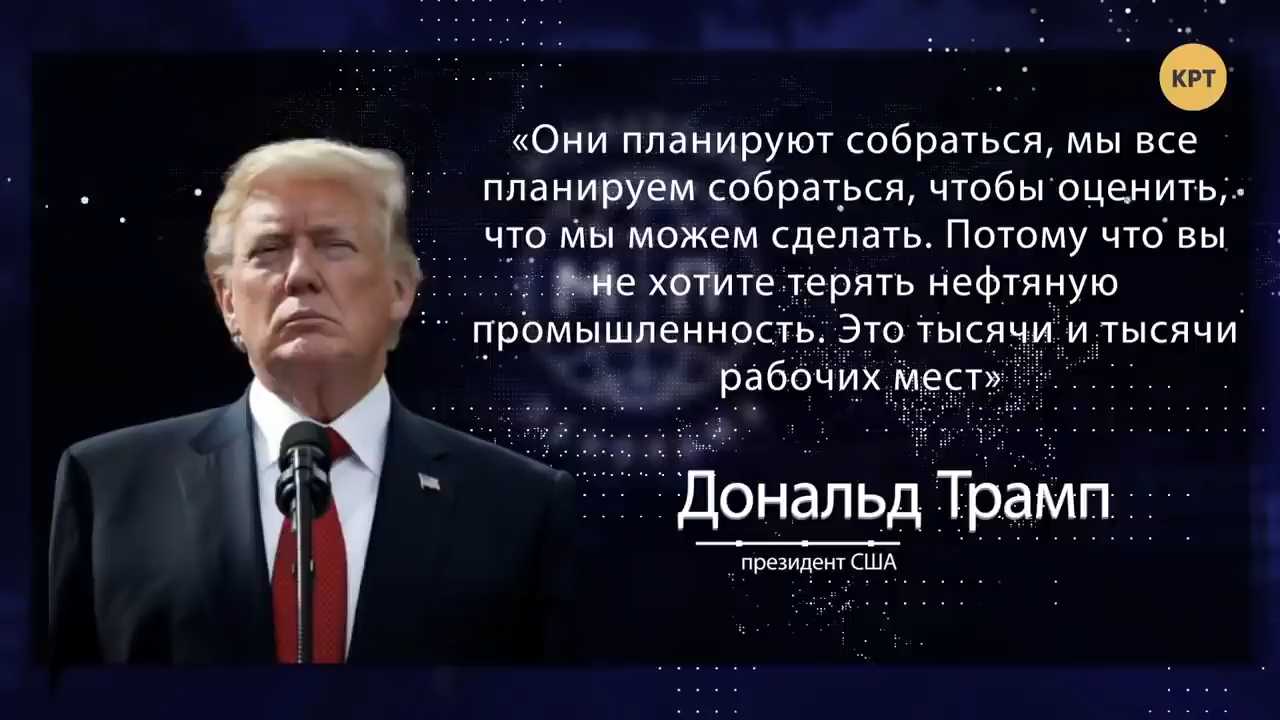 КРТ
«Они планируют собраться, мы все
планируем собраться, чтобы оценить,
что мы можем сделать. Потому что вы
не хотите терять нефтяную
промышленность. Это тысячи и тысячи
рабочих мест»
Дональд Трамп
президент США